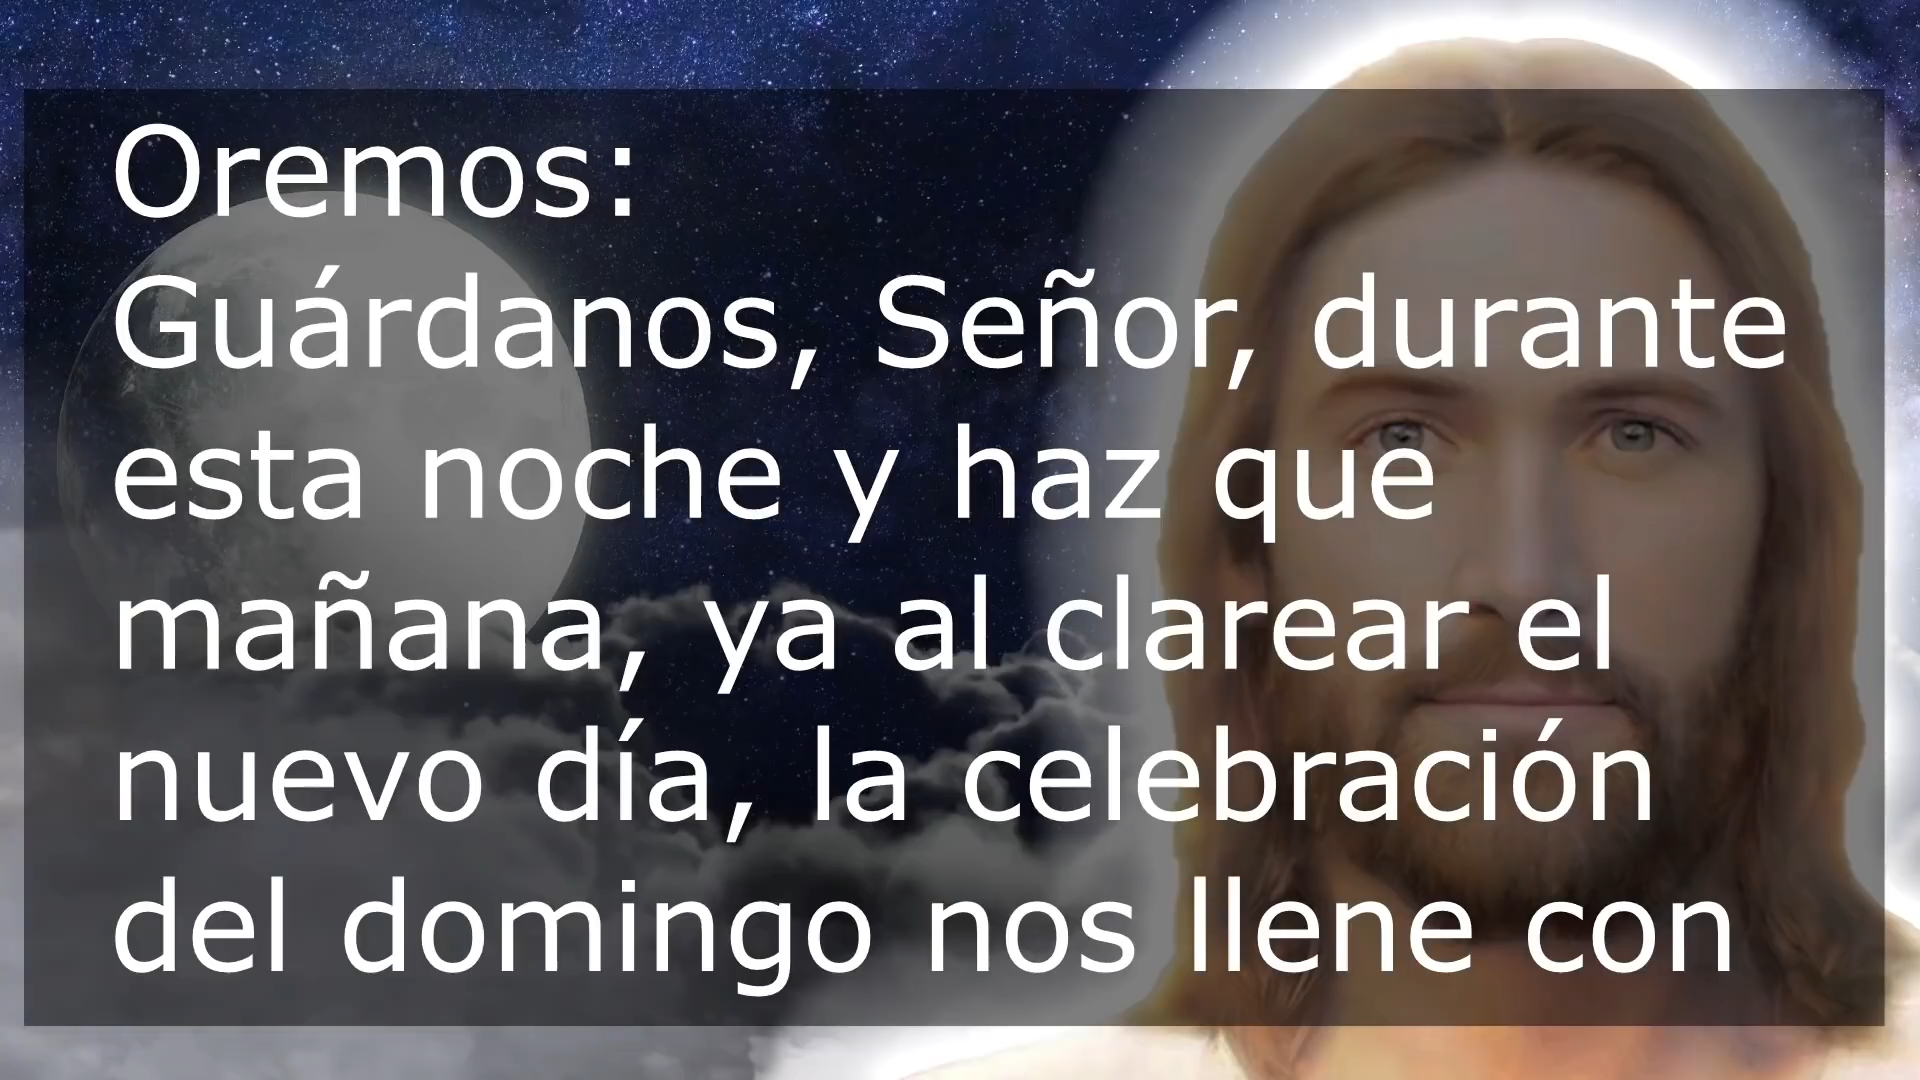 Oremos:
Guárdanos, Señor, durante
esta noche y haz que
mañana, ya al clarear el
nuevo día, la celebración
del domingo nos llene con